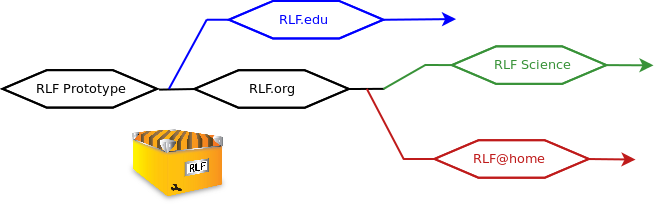 RLF.edu
RLF Prototype
RLF.org
RLF Science
RLF@home
RLF